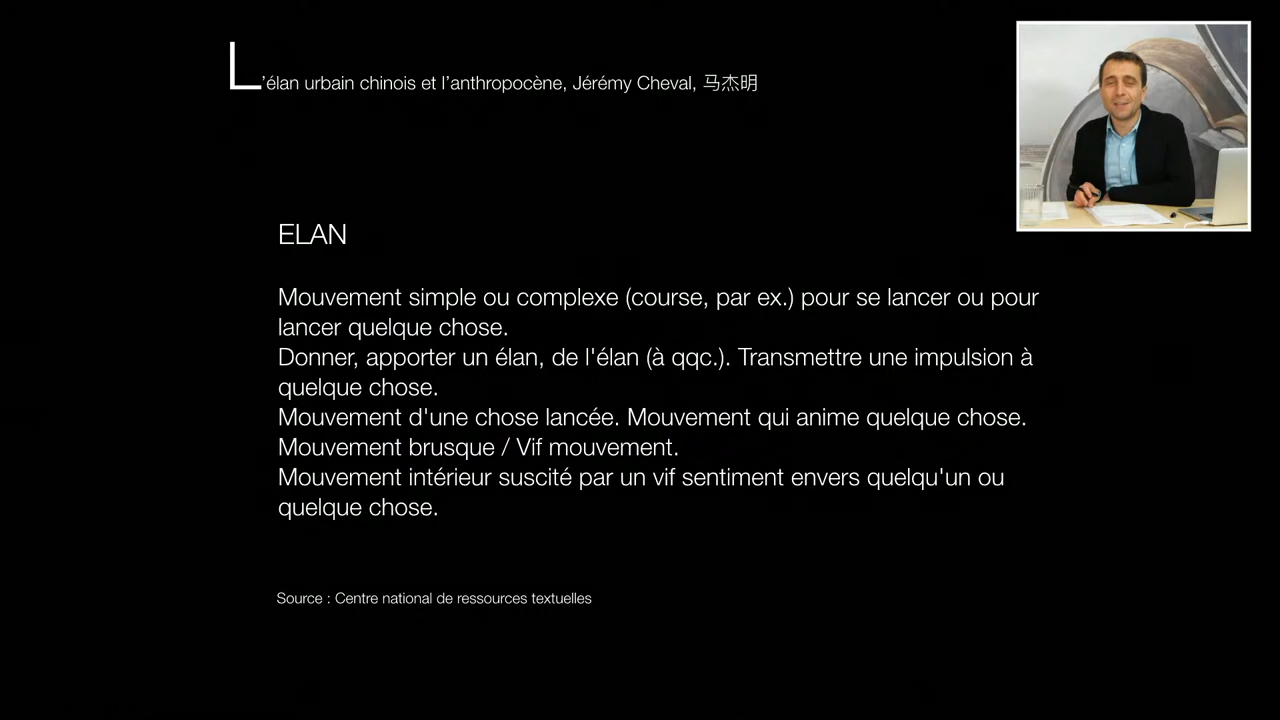 L'élan urbain chinois et l’anthropocène, Jérémy Cheval, 马杰明
ELAN
Mouvement simple ou complexe (course, par ex.) pour se lancer ou pour
lancer quelque chose.
Donner, apporter un élan, de l'élan (à qqc.). Transmettre une impulsion à
quelque chose.
Mouvement d'une chose lancée. Mouvement qui anime quelque chose.
Mouvement brusque / Vif mouvement.
Mouvement intérieur suscité par un vif sentiment envers quelqu'un ou
quelque chose.
Source : Centre national de ressources textuelles